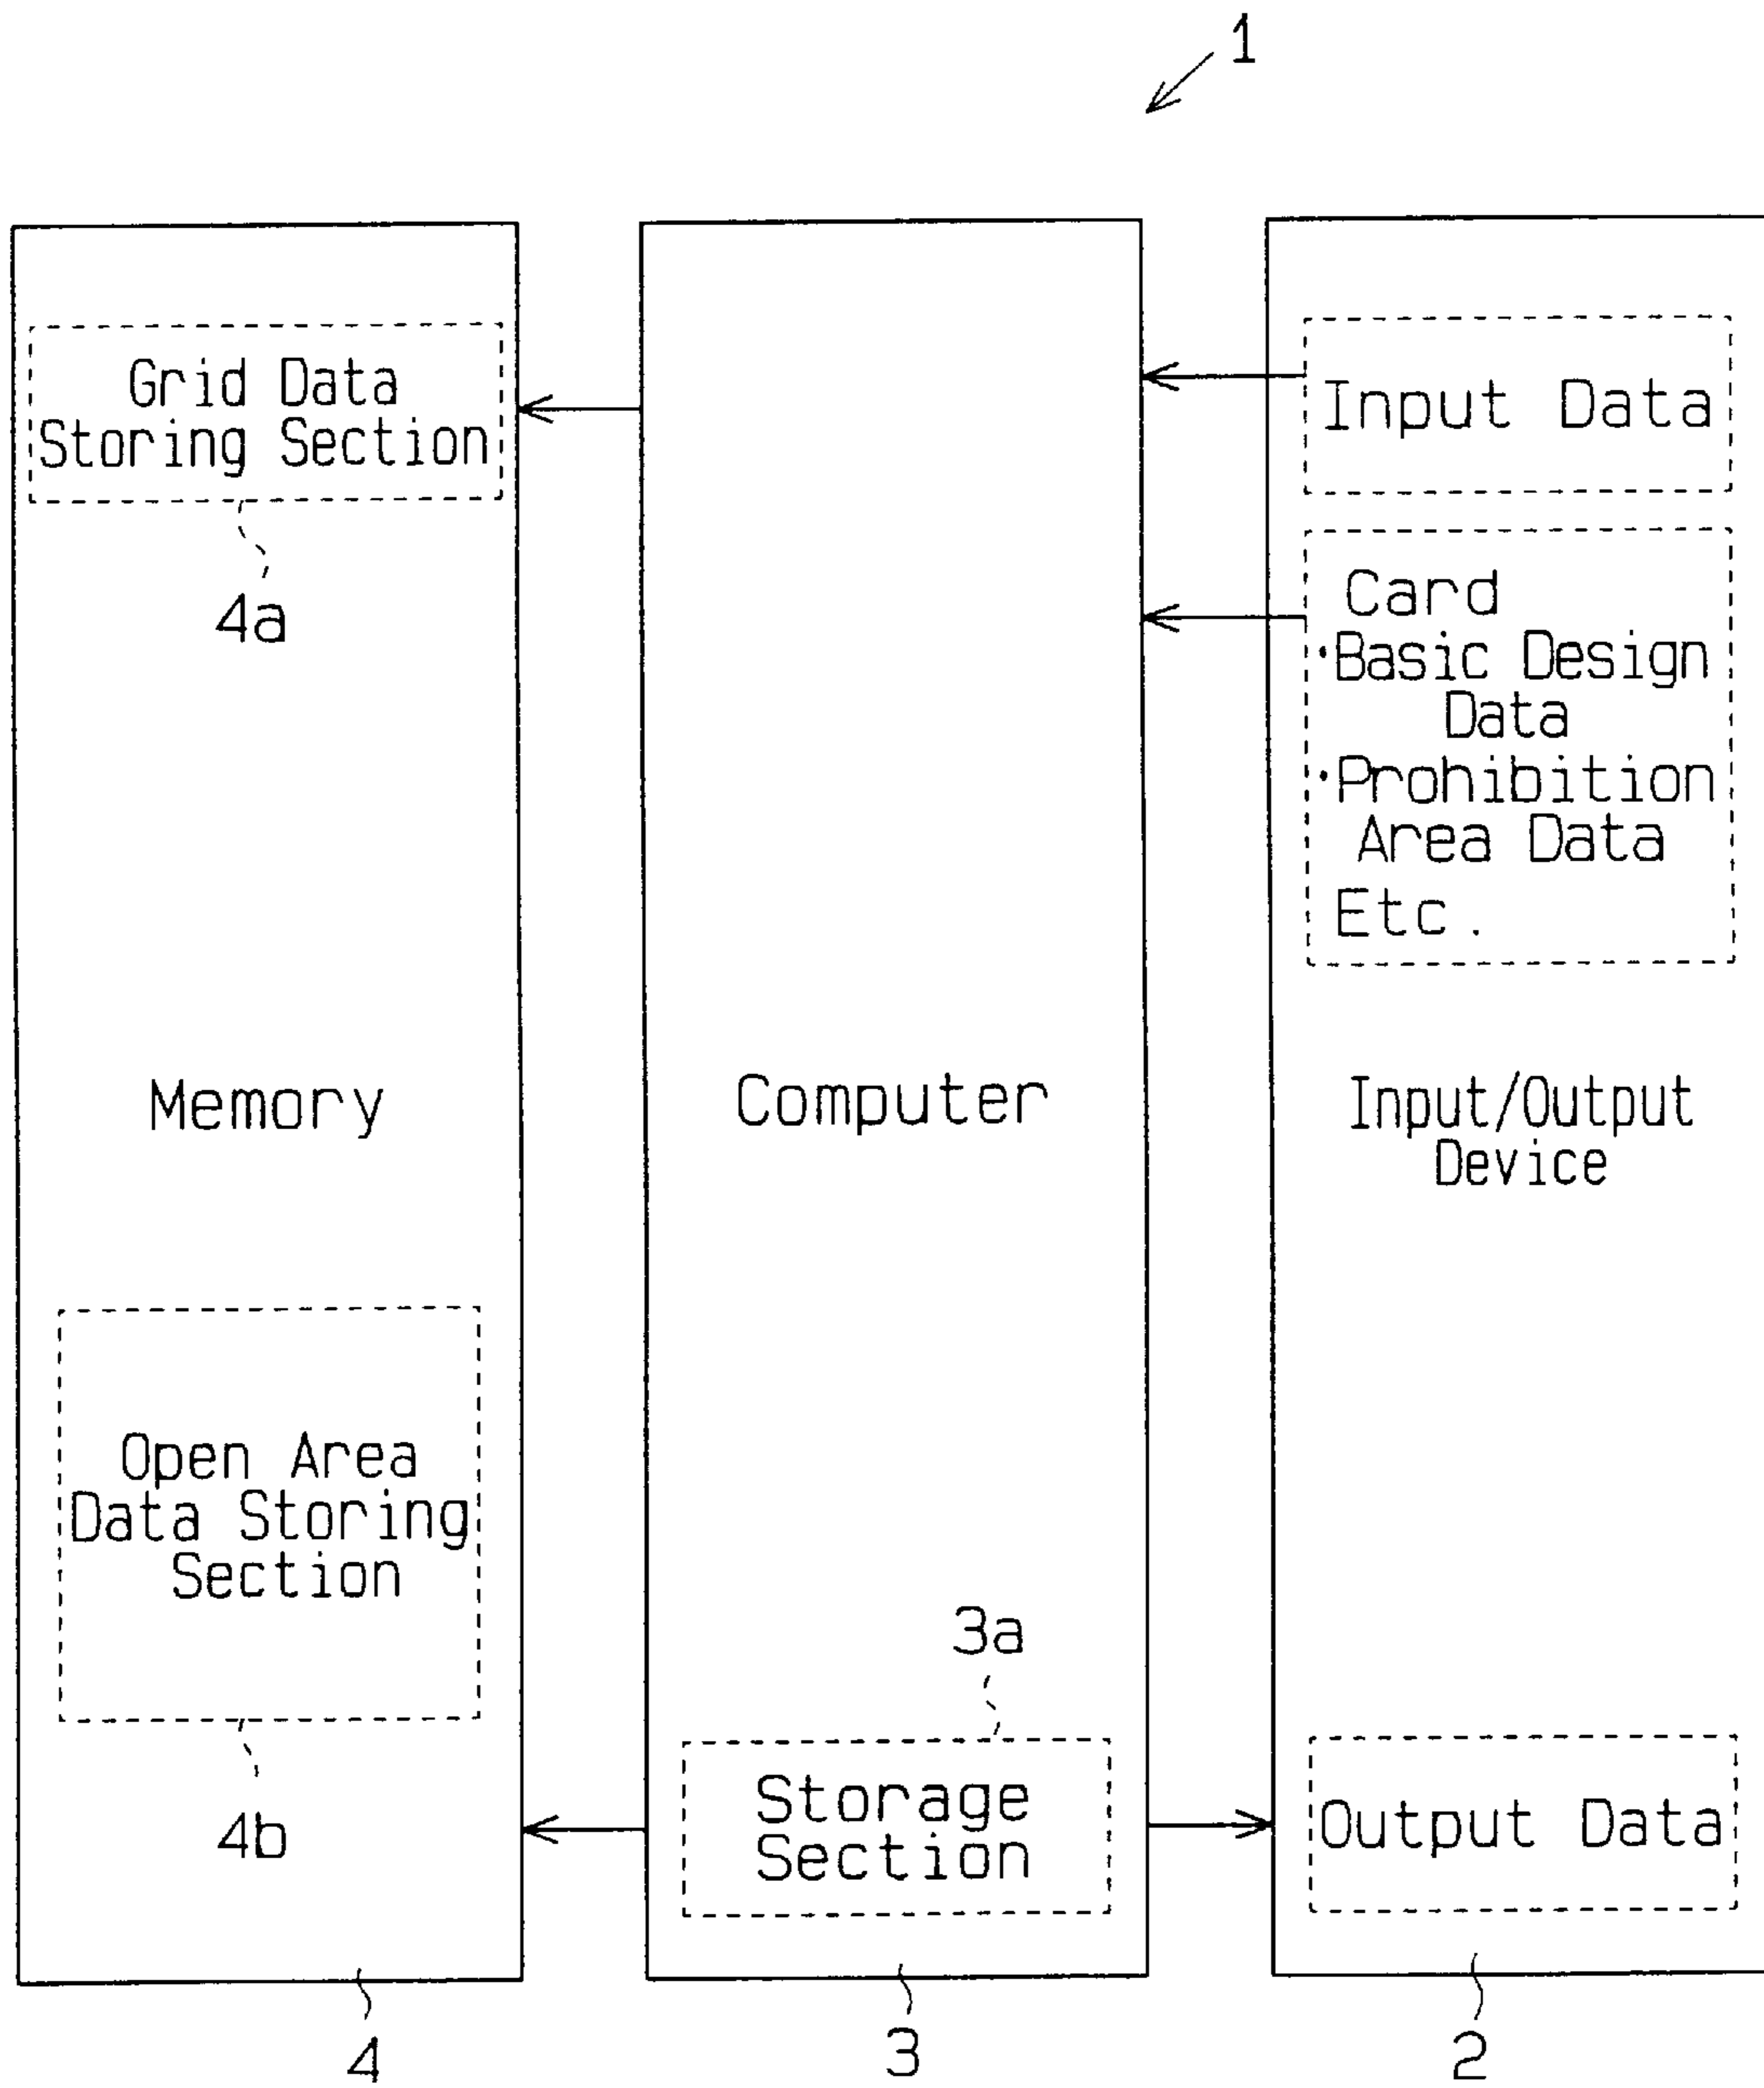 1
Grid Data
Storing Section
4a
Memory
Open Area
Data Storing
Section
4b
4
Computer
3a
Storage
Section
3
Input Data
Card
·Basic Design
Data
·Prohibition
Area Data
Etc.
Input/Output
Device
Output Data
2